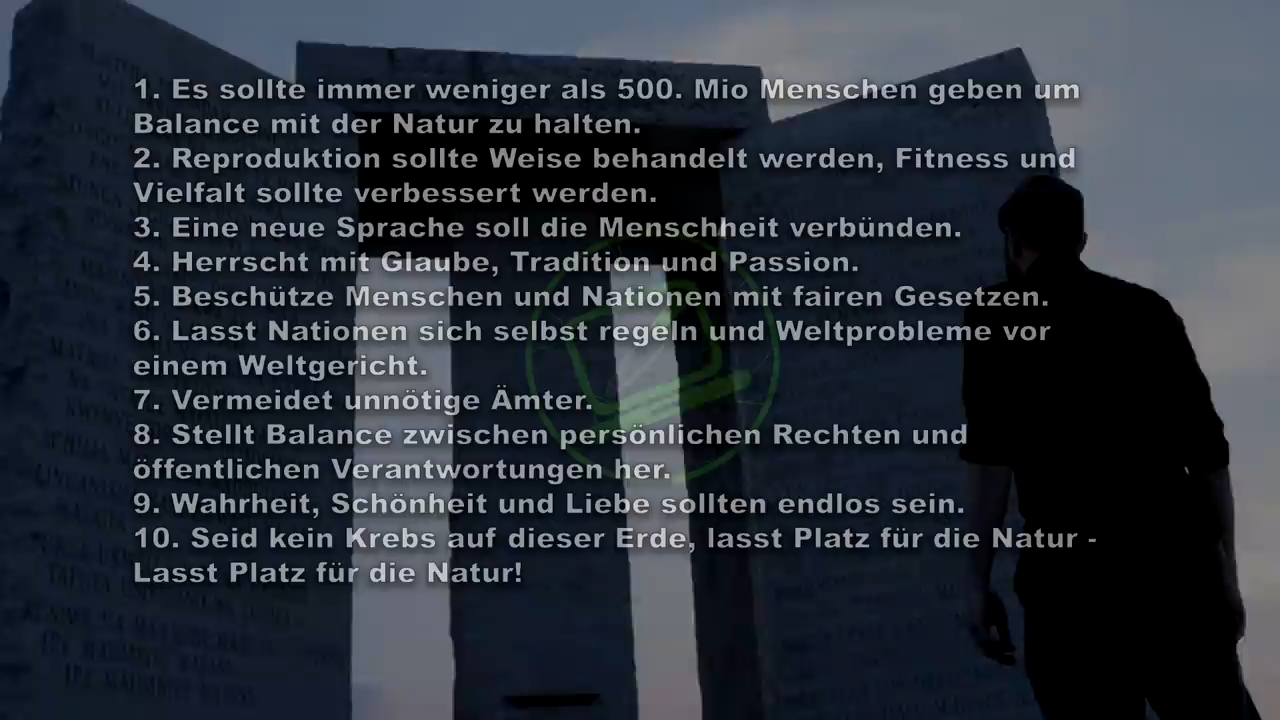 1. Es sollte immer weniger als 500. Mio Menschen geben um
Balance mit der Natur zu halten.
2. Reproduktion sollte Weise behandelt werden, Fitness und
Vielfalt sollte verbessert werden.
3. Eine neue Sprache soll die Menschheit verbünden.
4. Herrscht mit Glaube, Tradition und Passion.
5. Beschütze Menschen und Nationen mit fairen Gesetzen.
6. Lasst Nationen sich selbst regeln und Weltprobleme vor
einem Weltgericht.
7. Vermeidet unnötige Ämter.
8. Stellt Balance zwischen persönlichen Rechten und
öffentlichen Verantwortungen her.
9. Wahrheit, Schönheit und Liebe sollten endlos sein.
10. Seid kein Krebs auf dieser Erde, lasst Platz für die Natur -
Lasst Platz für die Natur!